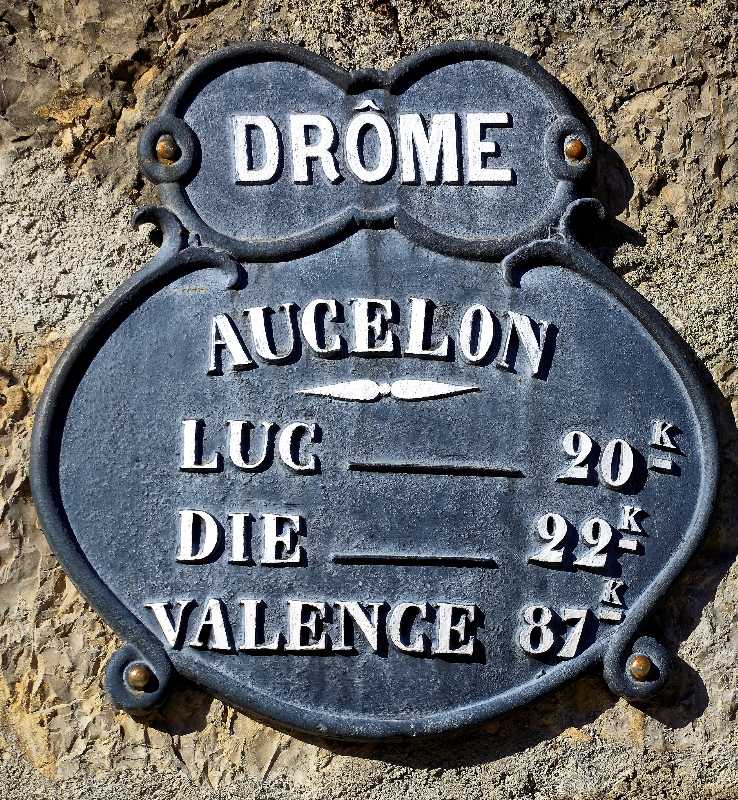 DRÔME
AUCELON
LUC 20K
DIE 22K
VALENCE 87K